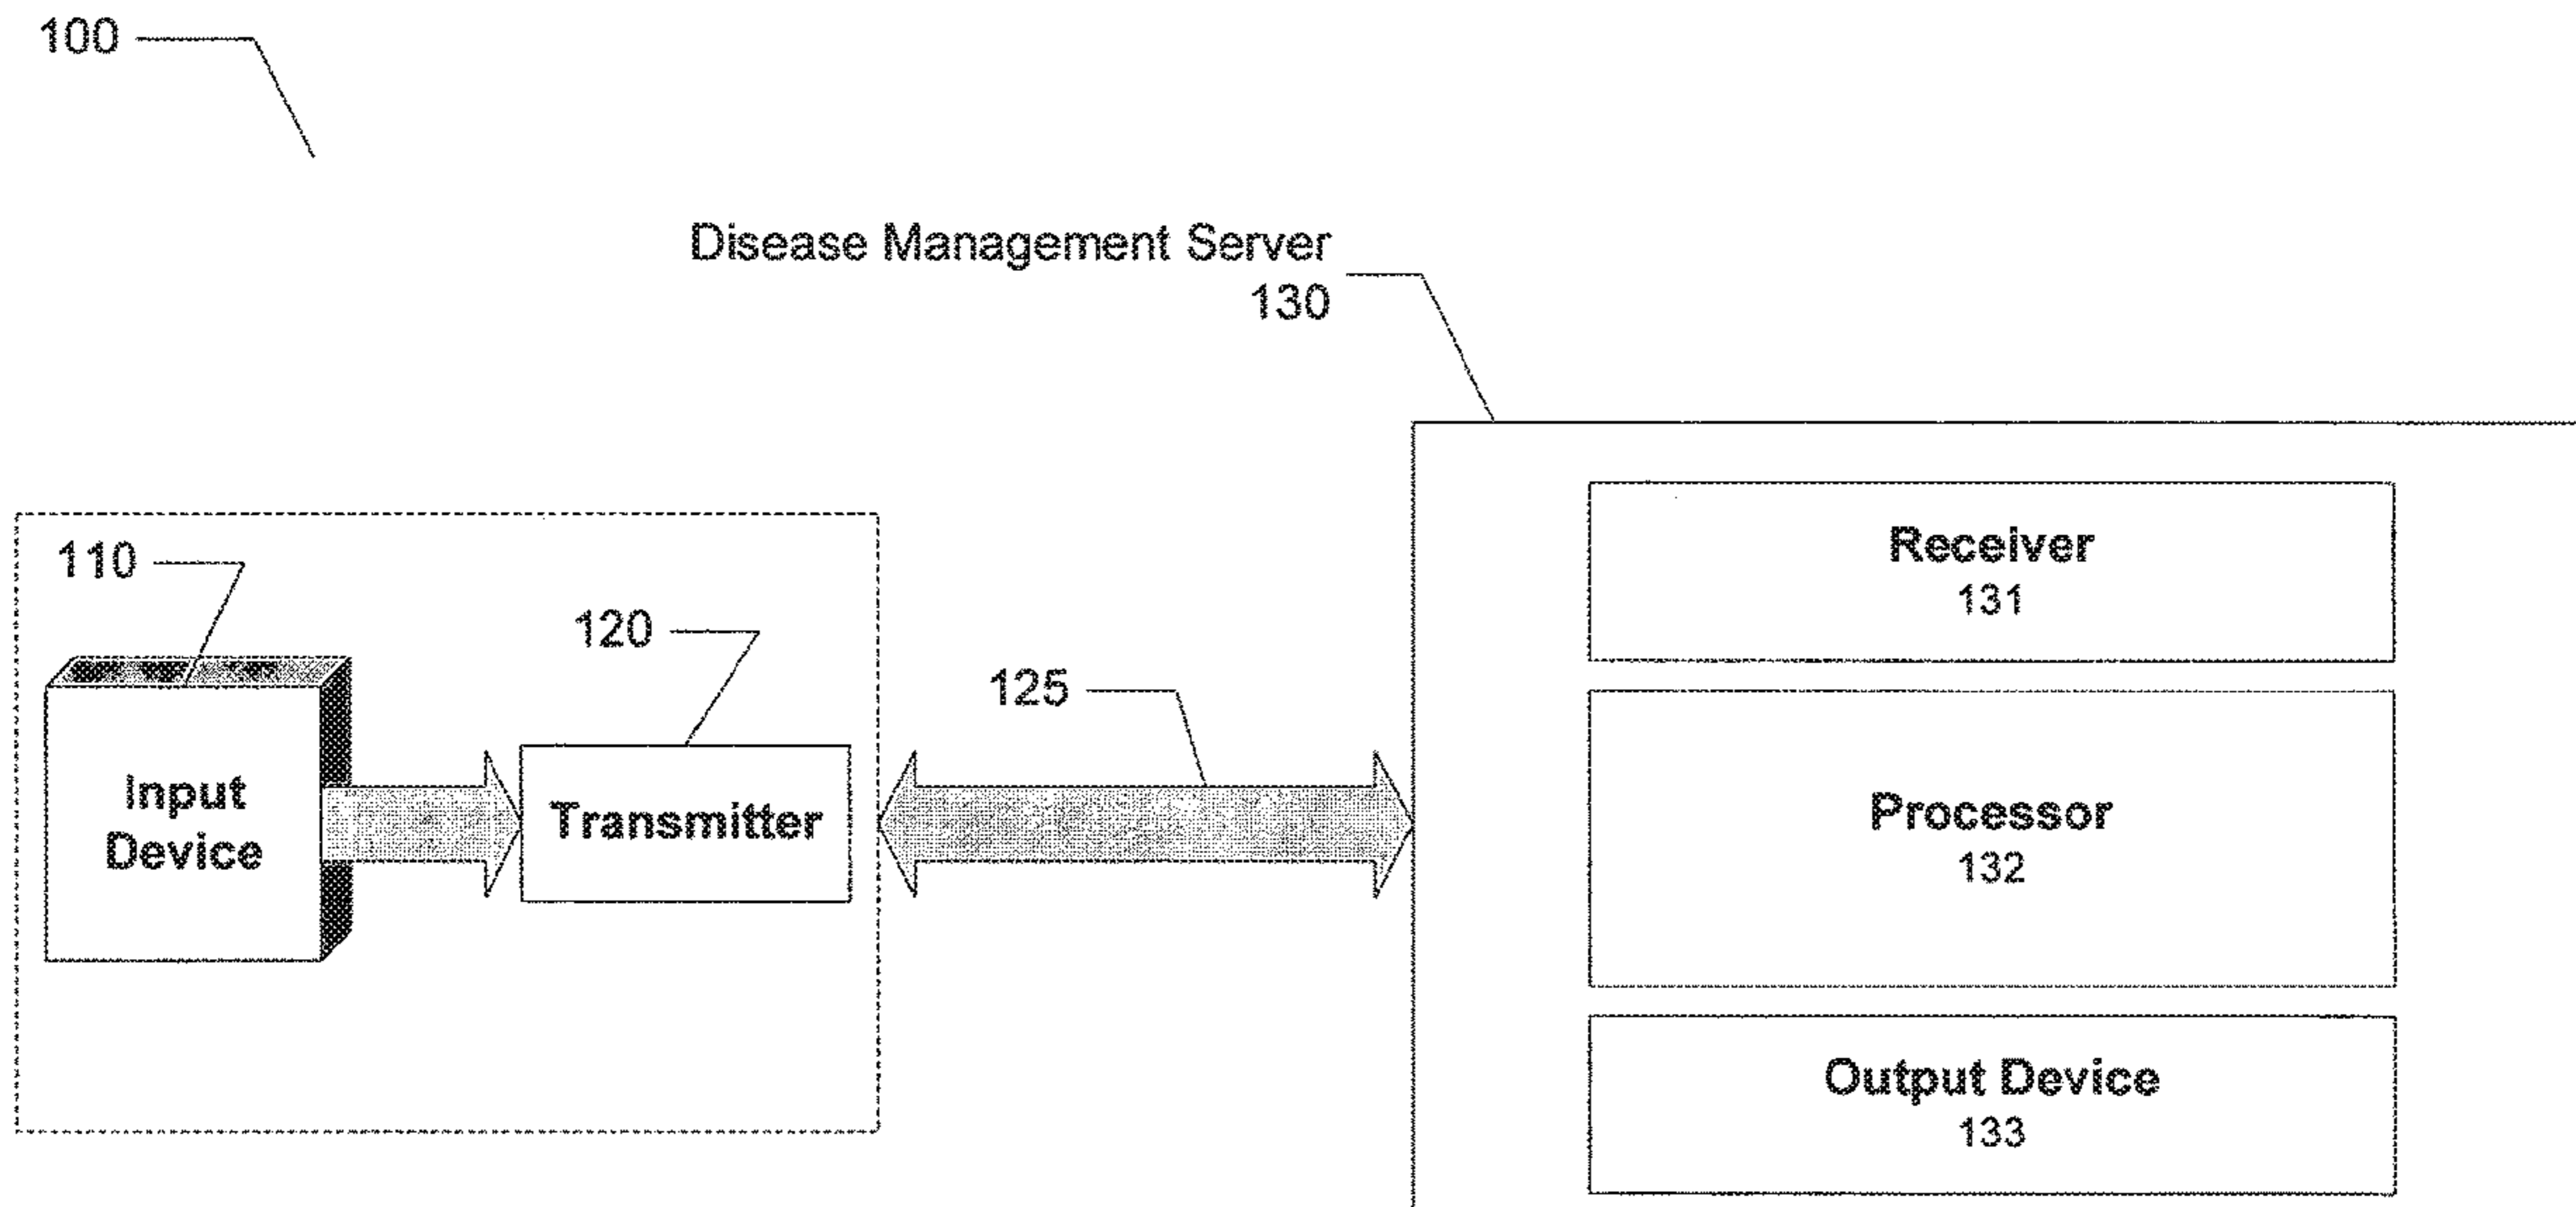 100
Disease Management Server
130
110
120
125
Input
Device
Transmitter
Receiver
131
Processor
132
Output Device
133